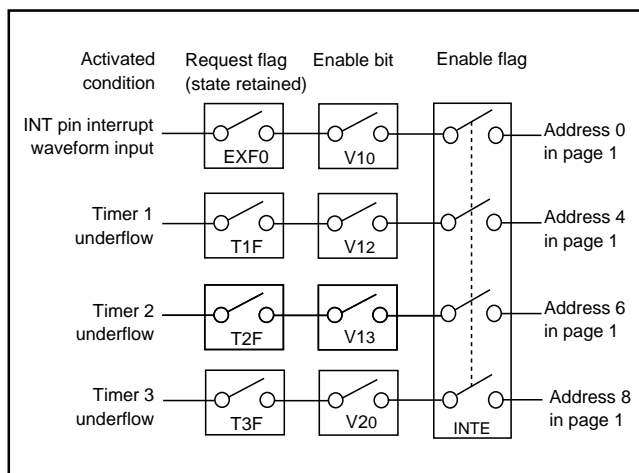 Activated condition
Request flag (state retained)
Enable bit
Enable flag
INT pin interrupt waveform input
EXF0
V10
Address 0 in page 1
Timer 1 underflow
T1F
V12
Address 4 in page 1
Timer 2 underflow
T2F
V13
Address 6 in page 1
Timer 3 underflow
T3F
V20
INTE
Address 8 in page 1